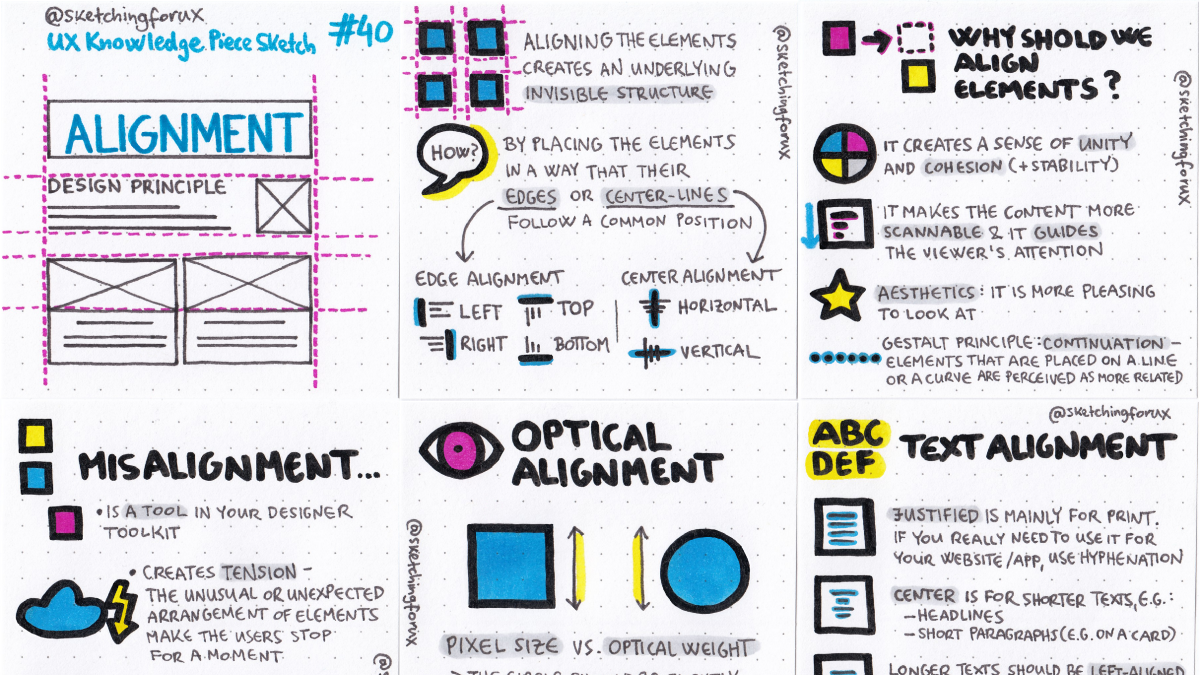 @sketchingforux
UX Knowledge Piece Sketch #40
ALIGNMENT
DESIGN PRINCIPLE
ALIGNING THE ELEMENTS
CREATES AN UNDERLYING
INVISIBLE STRUCTURE
@sketchingforux
HOW?
BY PLACING THE ELEMENTS
IN A WAY THAT THEIR
EDGES OR CENTER-LINES
FOLLOW A COMMON POSITION
EDGE ALIGNMENT
LEFT
TOP
RIGHT
BOTTOM
CENTER ALIGNMENT
HORIZONTAL
VERTICAL
WHY SHOLD WE
ALIGN
ELEMENTS?
@sketchingforux
IT CREATES A SENSE OF UNITY
AND COHESION (+ STABILITY)
IT MAKES THE CONTENT MORE
SCANNABLE & IT GUIDES
THE VIEWER'S ATTENTION
AESTHETICS: IT IS MORE PLEASING
TO LOOK AT
GESTALT PRINCIPLE: CONTINUATION –
ELEMENTS THAT ARE PLACED ON A LINE
OR A CURVE ARE PERCEIVED AS MORE RELATED
MISALIGNMENT...
• IS A TOOL IN YOUR DESIGNER
TOOLKIT
• CREATES TENSION –
THE UNUSUAL OR UNEXPECTED
ARRANGEMENT OF ELEMENTS
MAKE THE USERS STOP
FOR A MOMENT.
OPTICAL
ALIGNMENT
@sketchingforux
PIXEL SIZE VS. OPTICAL WEIGHT
@sketchingforux
ABC
DEF
TEXT ALIGNMENT
JUSTIFIED IS MAINLY FOR PRINT.
IF YOU REALLY NEED TO USE IT FOR
YOUR WEBSITE/APP, USE HYPHENATION
CENTER IS FOR SHORTER TEXTS, E.G.:
– HEADLINES
– SHORT PARAGRAPHS (E.G. ON A CARD)
LONGER TEXTS SHOULD BE LEFT-ALIGNED